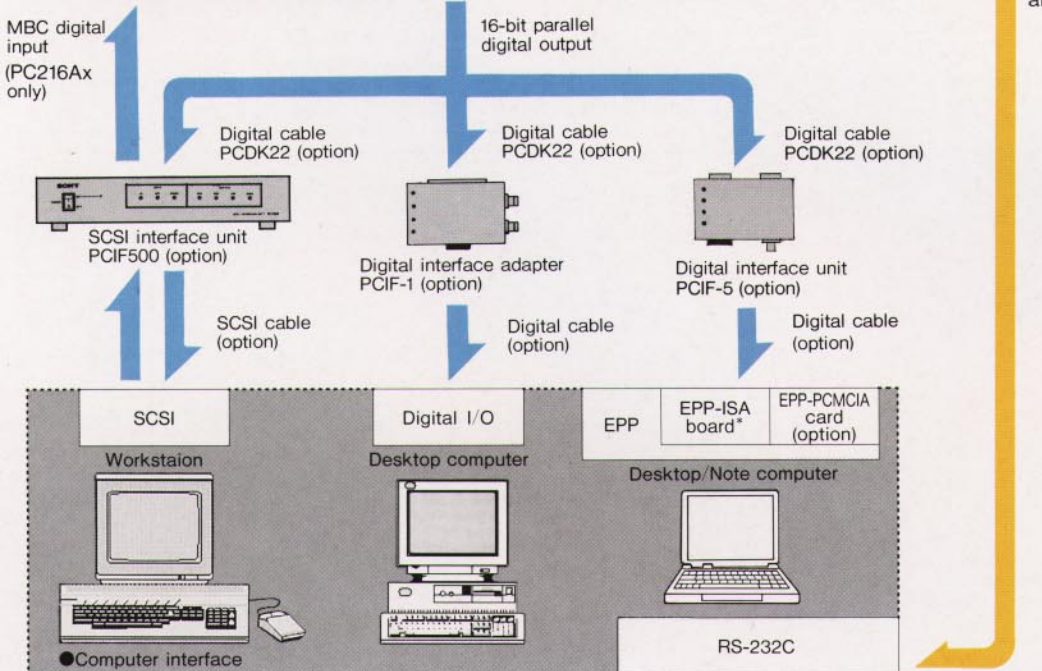 MBC digital
input
(PC216Ax
only)
16-bit parallel
digital output
Digital cable
PCDK22 (option)
Digital cable
PCDK22 (option)
Digital cable
PCDK22 (option)
SONY
SCSI interface unit
PCIF500 (option)
Digital interface adapter
PCIF-1 (option)
Digital interface unit
PCIF-5 (option)
SCSI cable
(option)
Digital cable
(option)
Digital cable
(option)
SCSI
Digital I/O
EPP
EPP-ISA
board*
EPP-PCMCIA
card
(option)
Workstaion
Desktop computer
Desktop/Note computer
RS-232C
●Computer interface